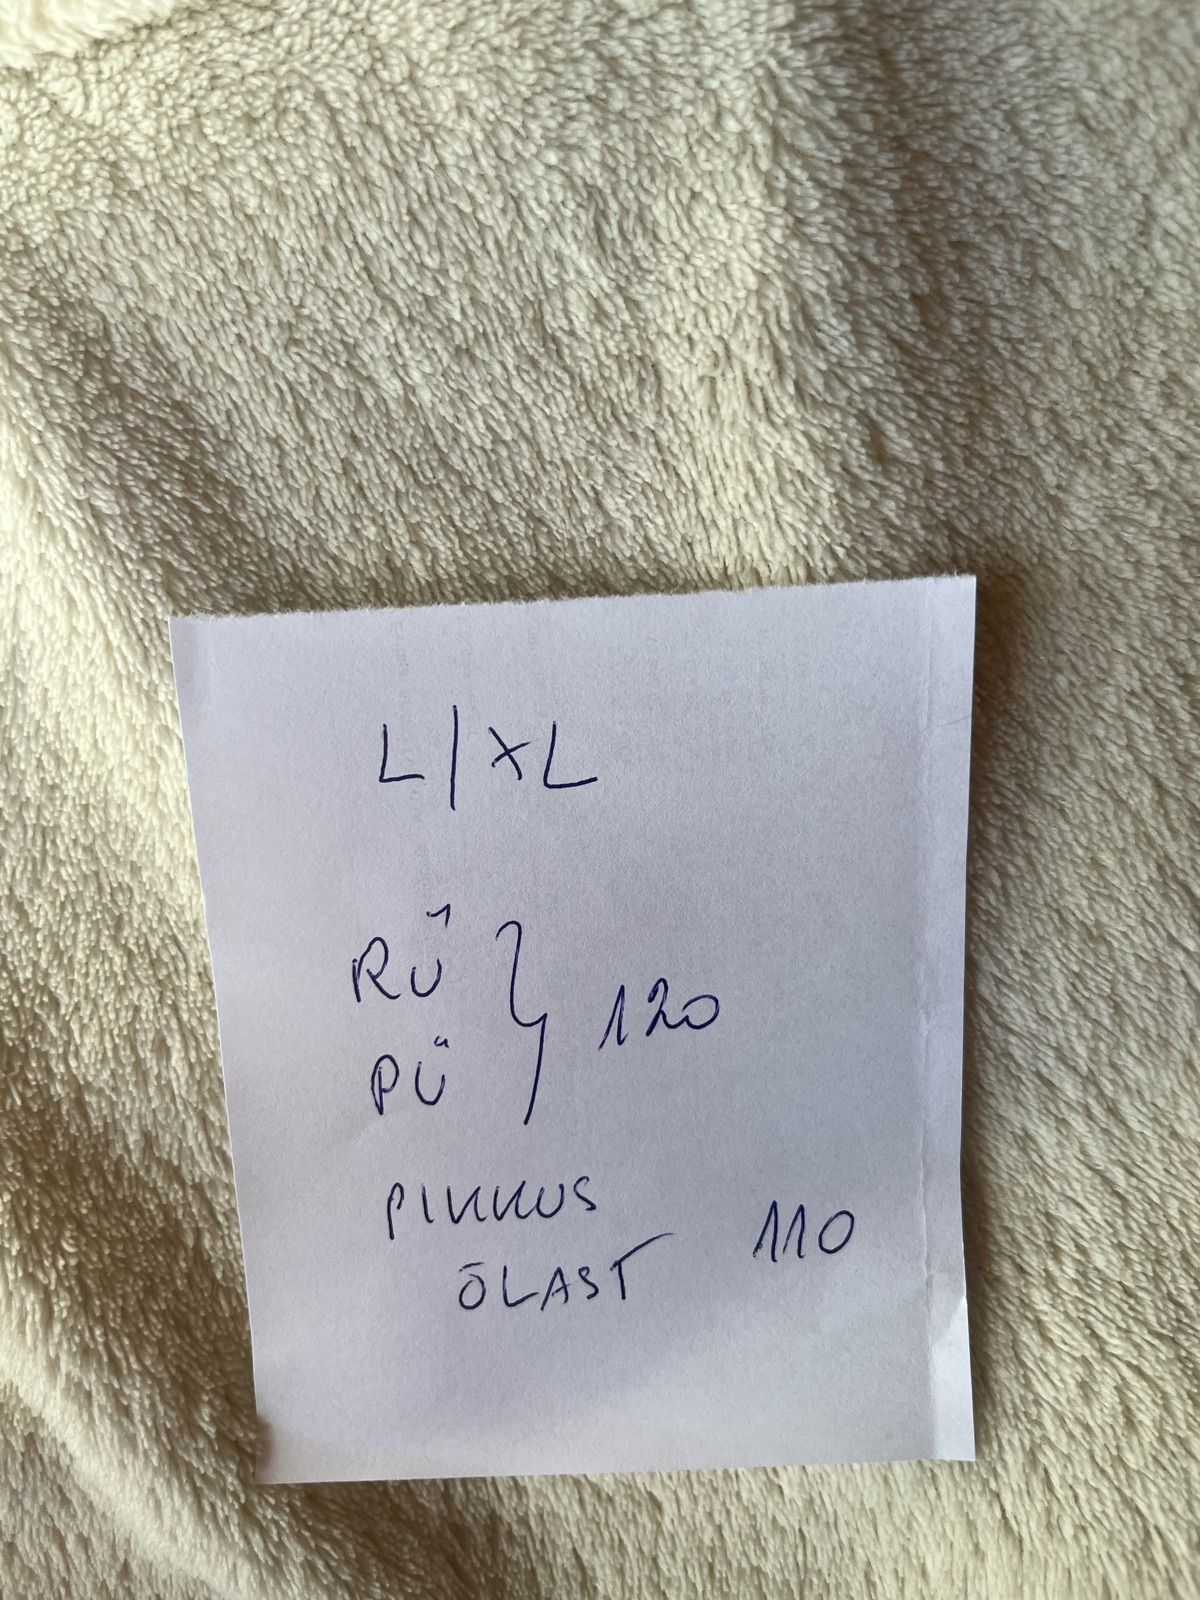 L/XL
RÜ } 120
PÜ
PIKKUS
ÕLAST 110